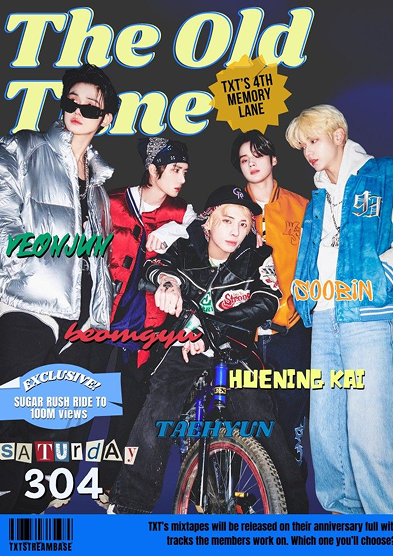 The Old
Tune
TXT'S 4TH
MEMORY
LANE
YEONJUN
SOOBIN
beomgyu
HUENING KAI
EXCLUSIVE!
SUGAR RUSH RIDE TO
100M views
TAEHYUN
SATUrday
304
TXT's mixtapes will be released on their anniversary full wit
tracks the members work on. Which one you'll choose?
TXTSTHEAMBASE